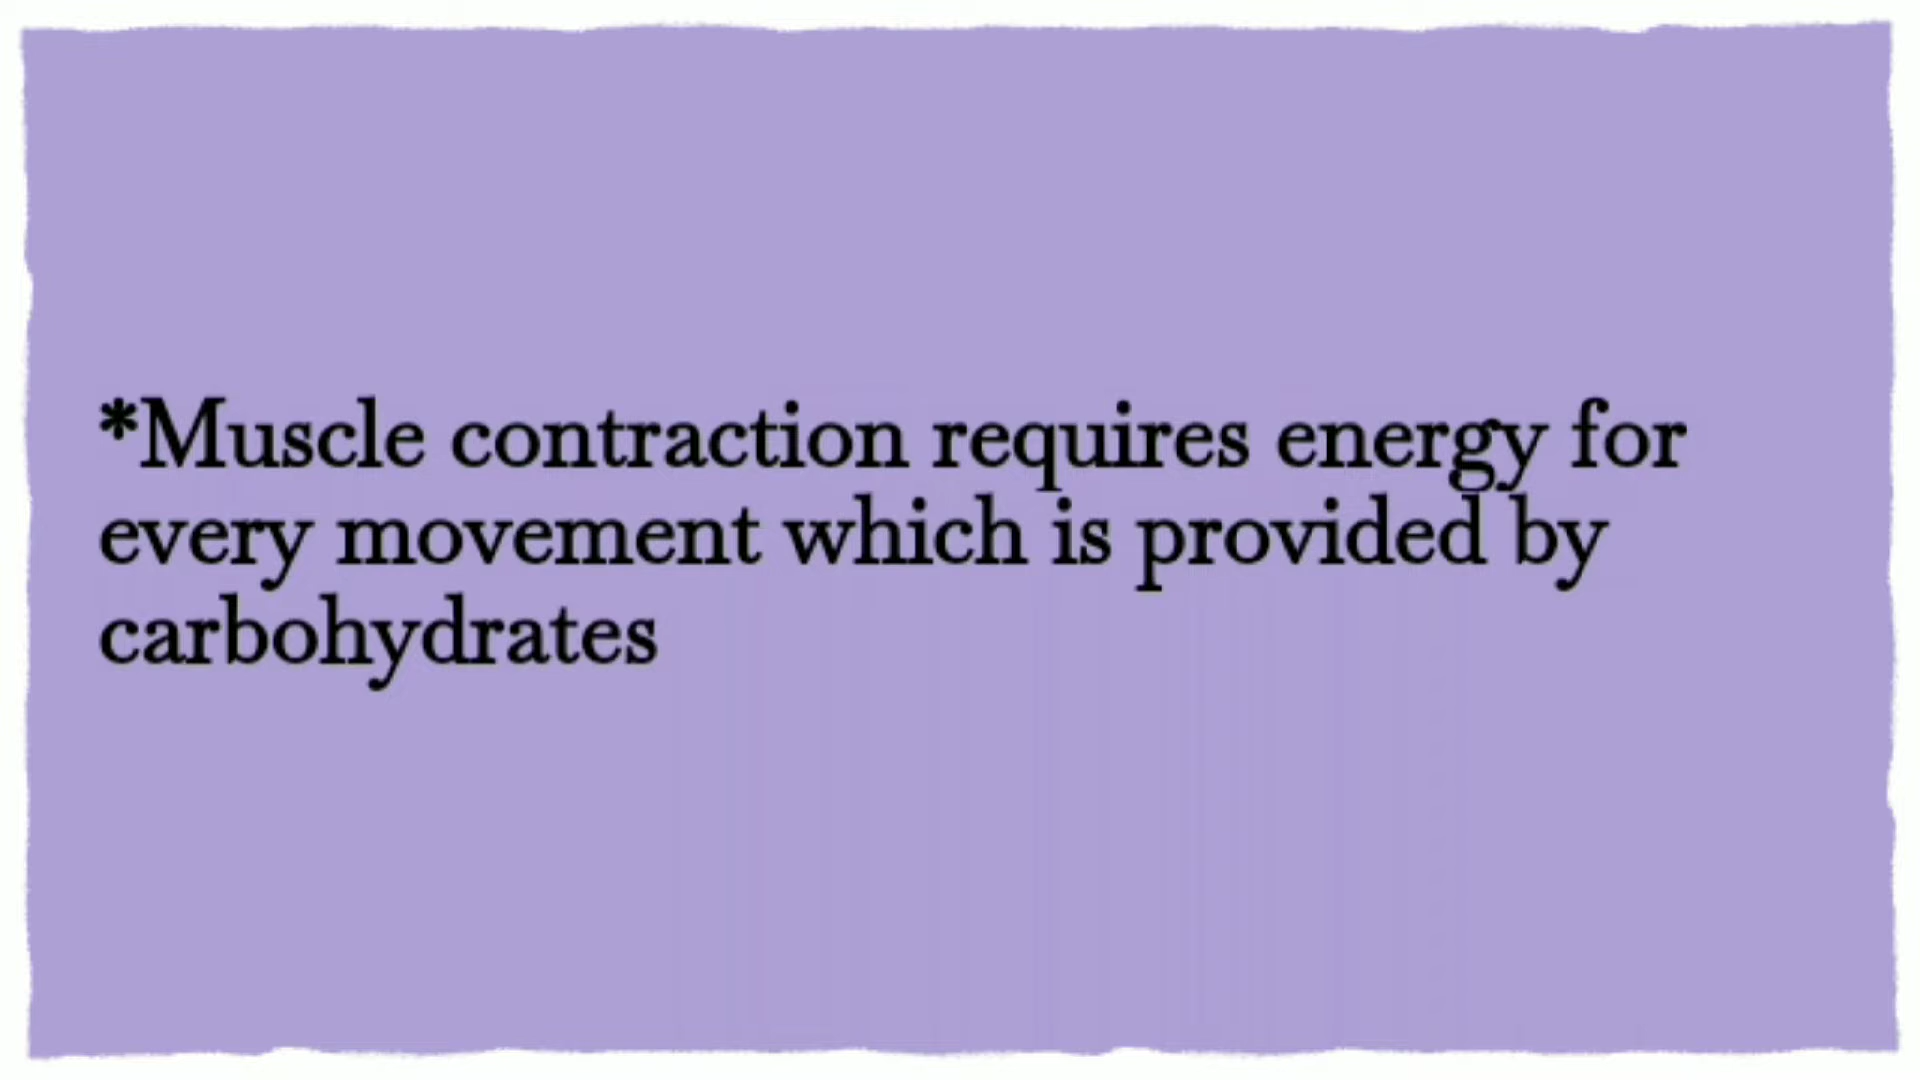 *Muscle contraction requires energy for
every movement which is provided by
carbohydrates